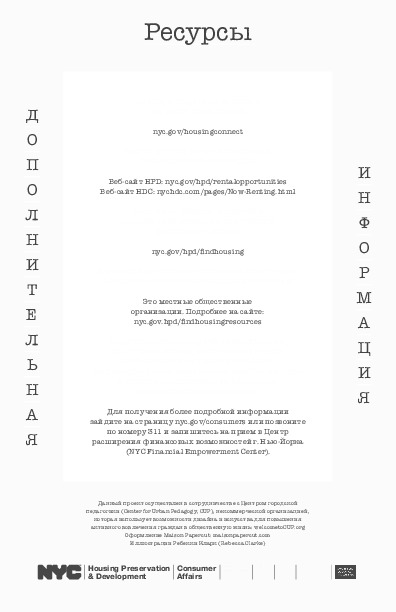 Ресурсы
ДОПОЛНИТЕЛЬНАЯ
ИНФОРМАЦИЯ
nyc.gov/housingconnect
Веб-сайт HPD: nyc.gov/hpd/rentalopportunities
Веб-сайт HDC: nychdc.com/pages/Now-Renting.html
nyc.gov/hpd/findhousing
Это местные общественные
организации. Подробнее на сайте:
nyc.gov.hpd/findhousingresources
Для получения более подробной информации
зайдите на страницу nyc.gov/consumers или позвоните
по номеру 311 и запишитесь на прием в Центр
расширения финансовых возможностей г. Нью-Йорка
(NYC Financial Empowerment Center).
Данный проект осуществлен в сотрудничестве с Центром городской
педагогики (Center for Urban Pedagogy, CUP), некоммерческой организацией,
которая использует возможности дизайна и искусства для повышения
активного вовлечения граждан в общественную жизнь. welcometoCUP.org
Оформление Maison Papercut: maisonpapercut.com
Иллюстрации Ребекки Кларк (Rebecca Clarke)
NYC Housing Preservation & Development
Consumer Affairs